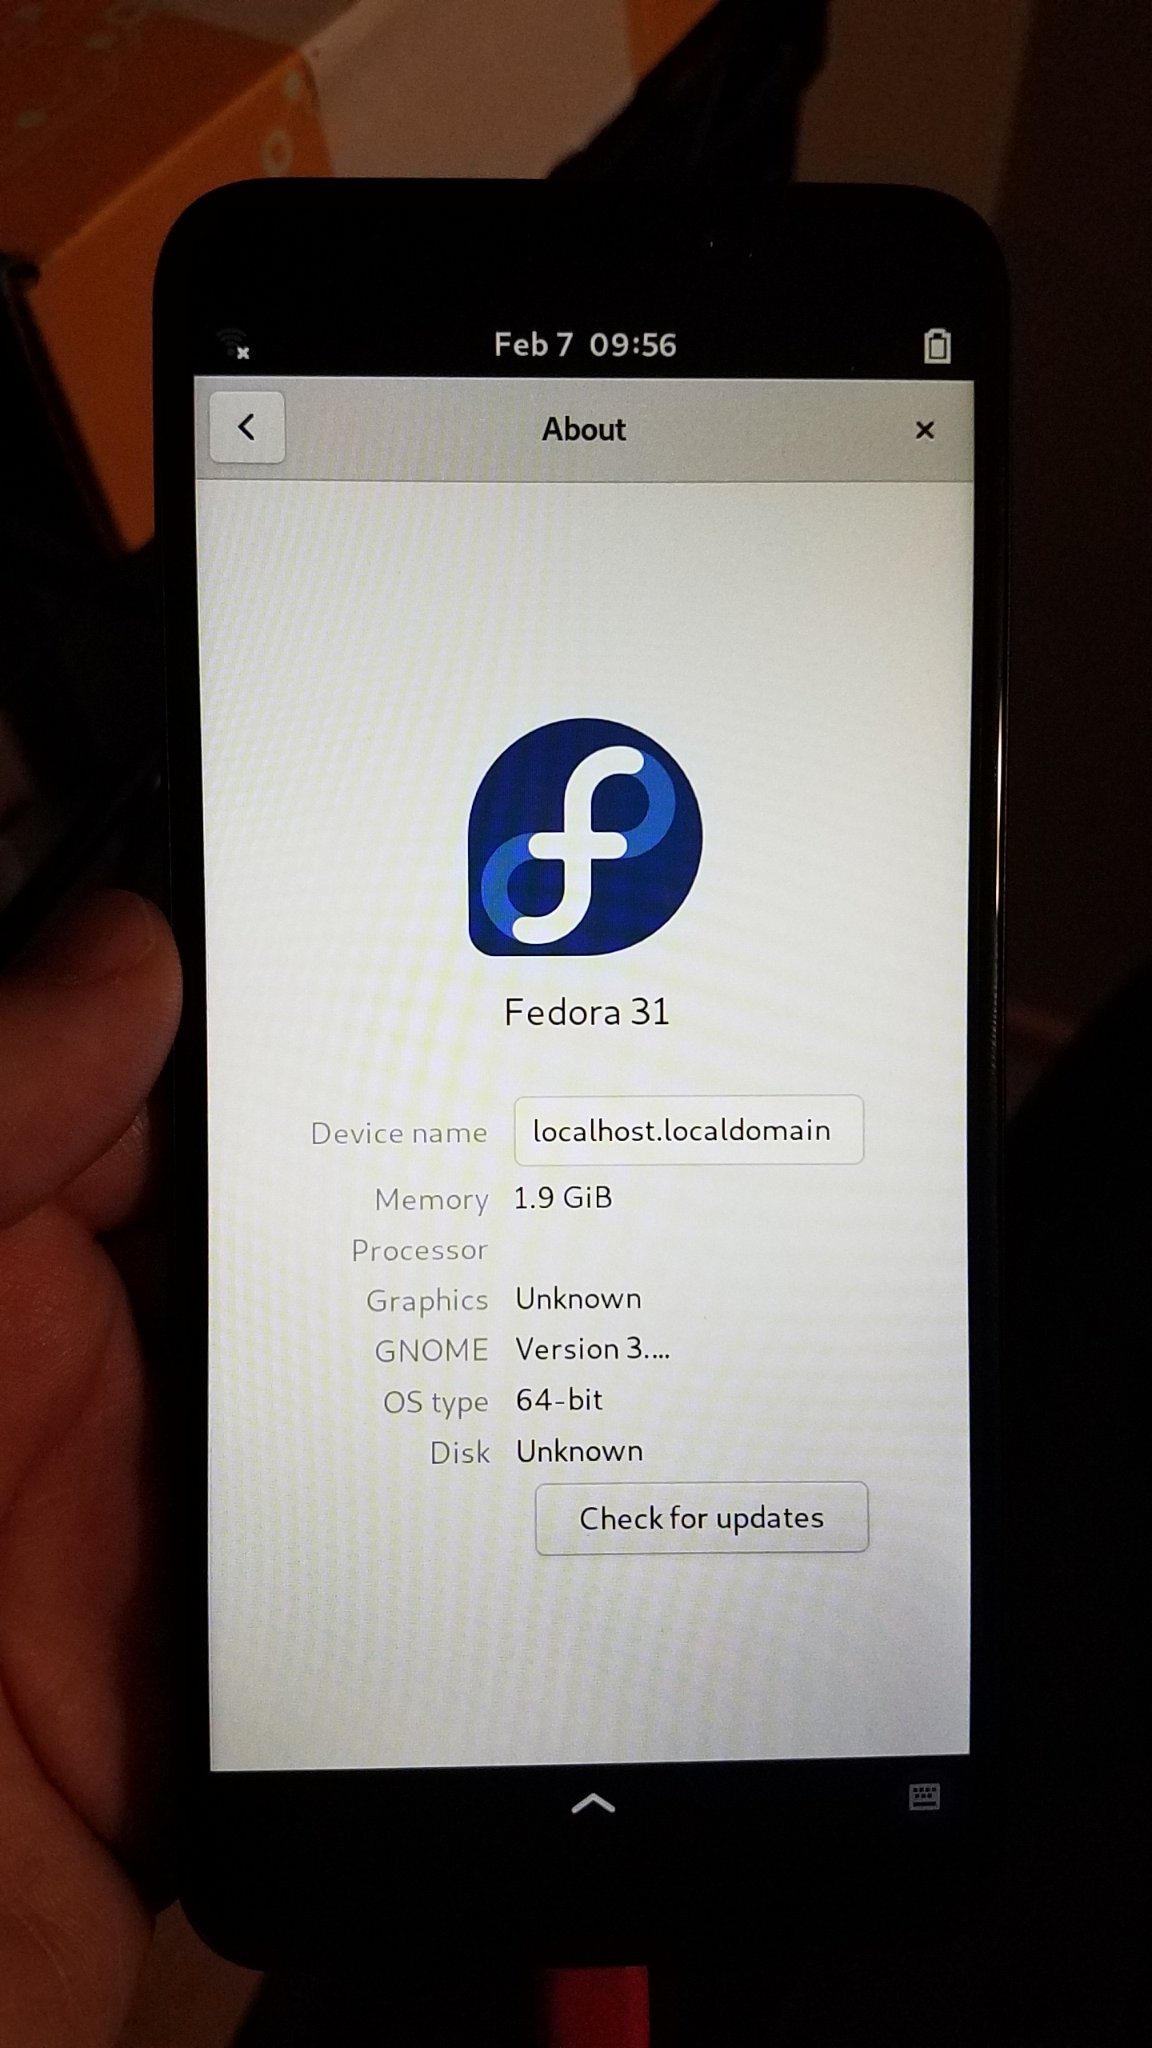 Feb 7 09:56
About
Fedora 31
Device name localhost.localdomain
Memory 1.9 GiB
Processor
Graphics Unknown
GNOME Version 3....
OS type 64-bit
Disk Unknown
Check for updates